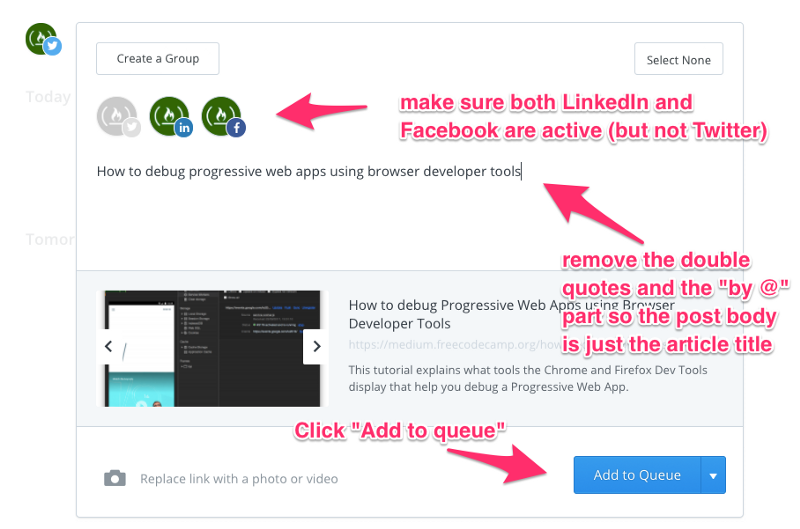 Create a Group
Select None
Today
in
f
make sure both LinkedIn and
Facebook are active (but not Twitter)
How to debug progressive web apps using browser developer tools
Tomor
remove the double
quotes and the "by @"
part so the post body
is just the article title
How to debug Progressive Web Apps using Browser
Developer Tools
https://medium.freecodecamp.org/how
This tutorial explains what tools the Chrome and Firefox Dev Tools
display that help you debug a Progressive Web App.
Click "Add to queue"
Replace link with a photo or video
Add to Queue